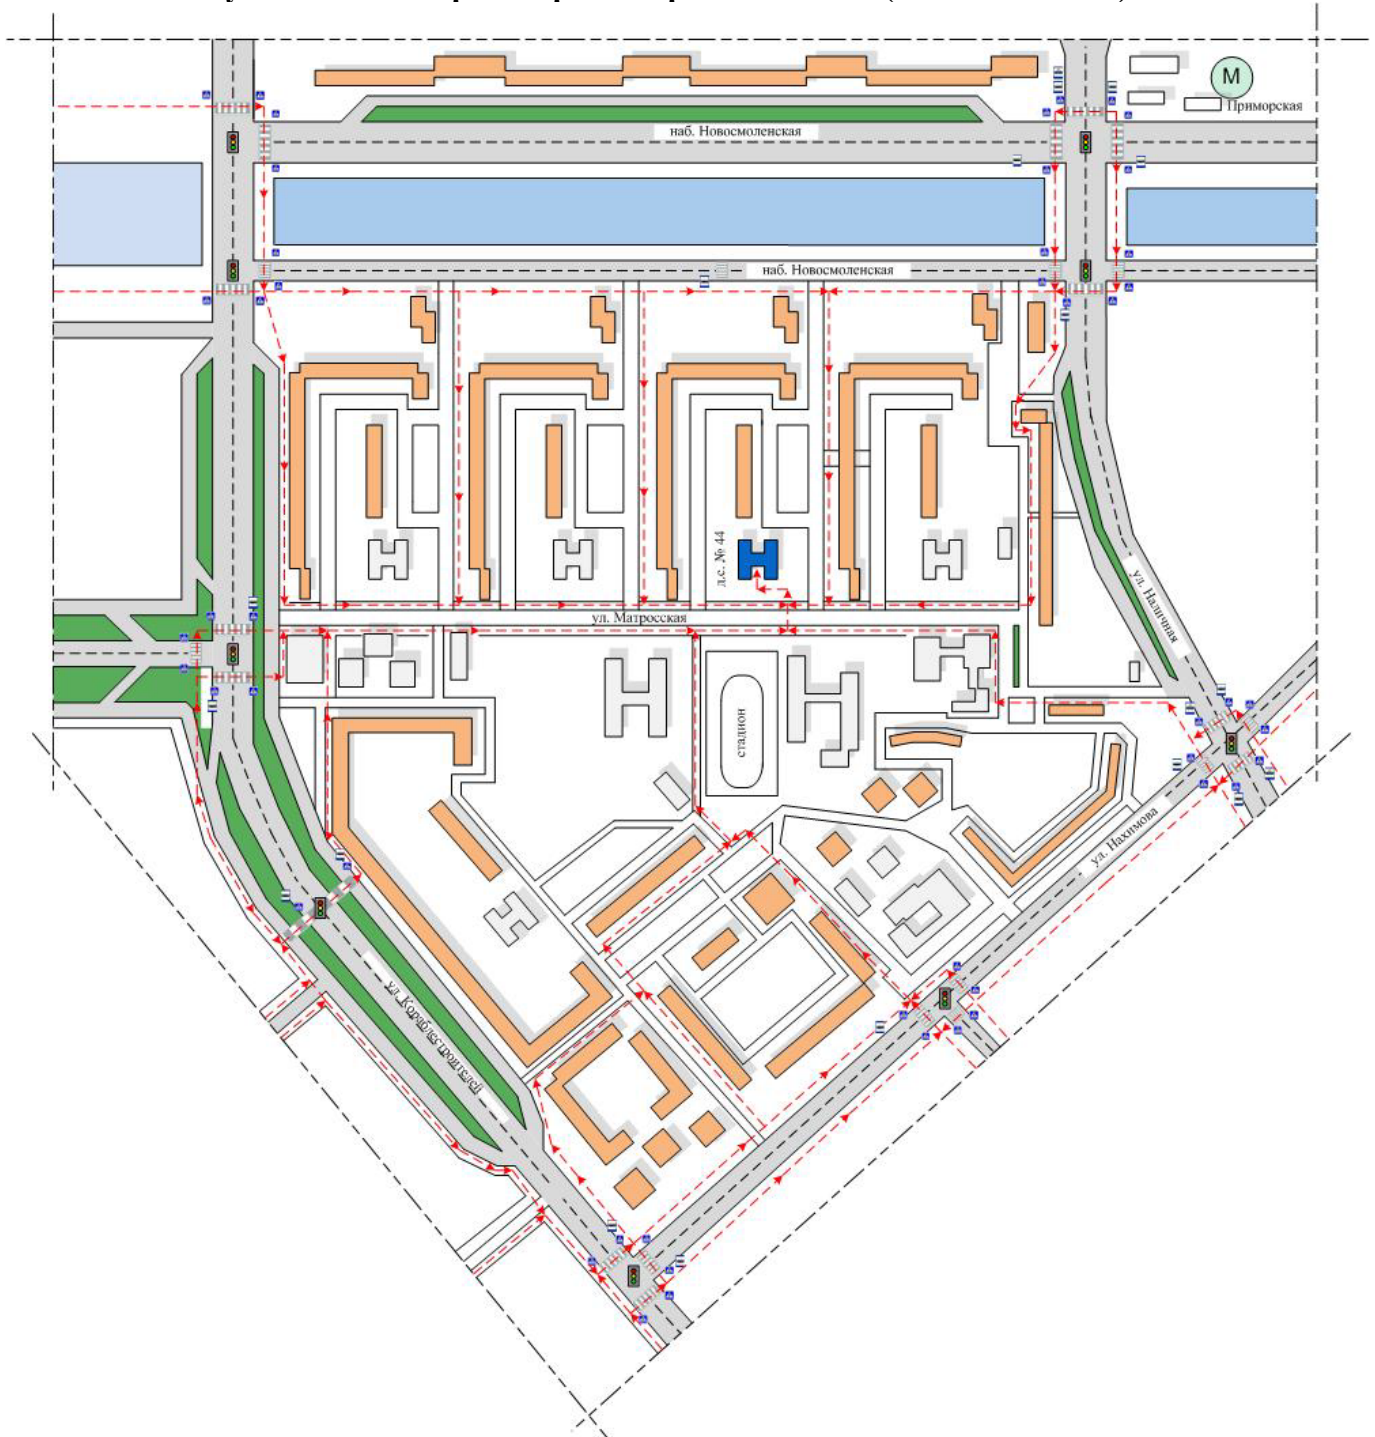 М
Приморская
наб. Новосмоленская
наб. Новосмоленская
д.с. № 44
ул. Матросская
ул. Наличная
стадион
ул. Нахимова
ул. Кораблестроителей